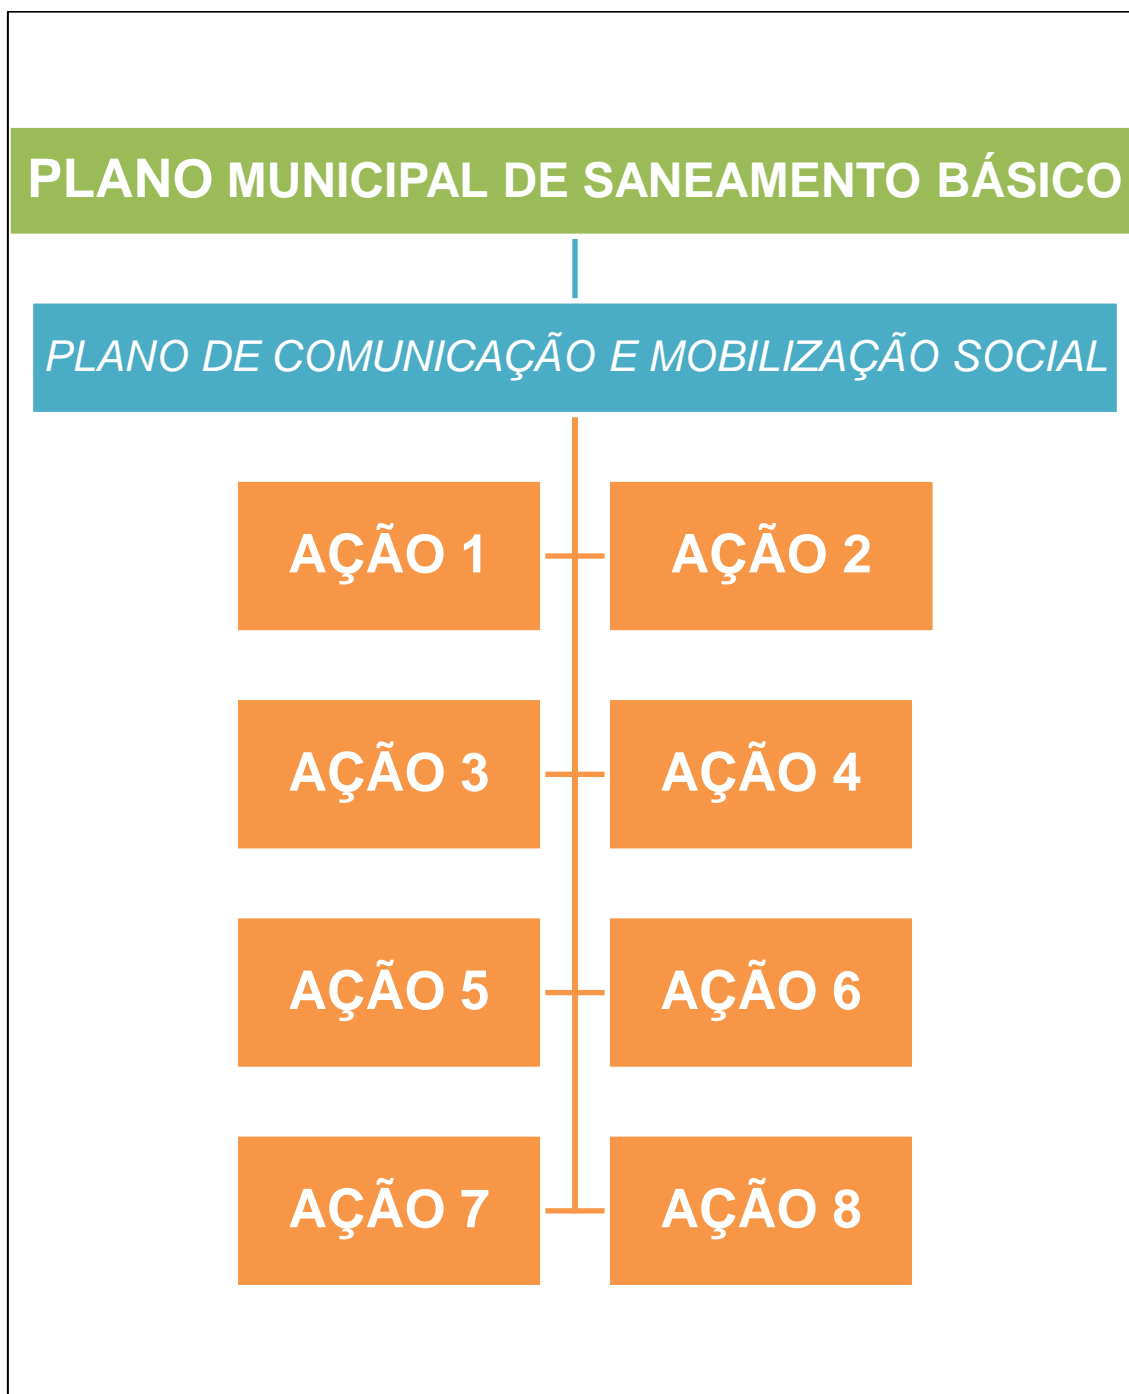 PLANO MUNICIPAL DE SANEAMENTO BÁSICO
PLANO DE COMUNICAÇÃO E MOBILIZAÇÃO SOCIAL
AÇÃO 1
AÇÃO 2
AÇÃO 3
AÇÃO 4
AÇÃO 5
AÇÃO 6
AÇÃO 7
AÇÃO 8